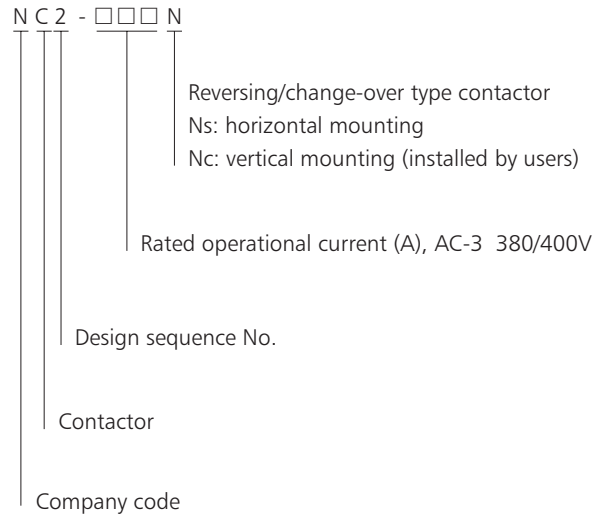 N C 2 - □□□ N
Reversing/change-over type contactor
Ns: horizontal mounting
Nc: vertical mounting (installed by users)
Rated operational current (A), AC-3 380/400V
Design sequence No.
Contactor
Company code